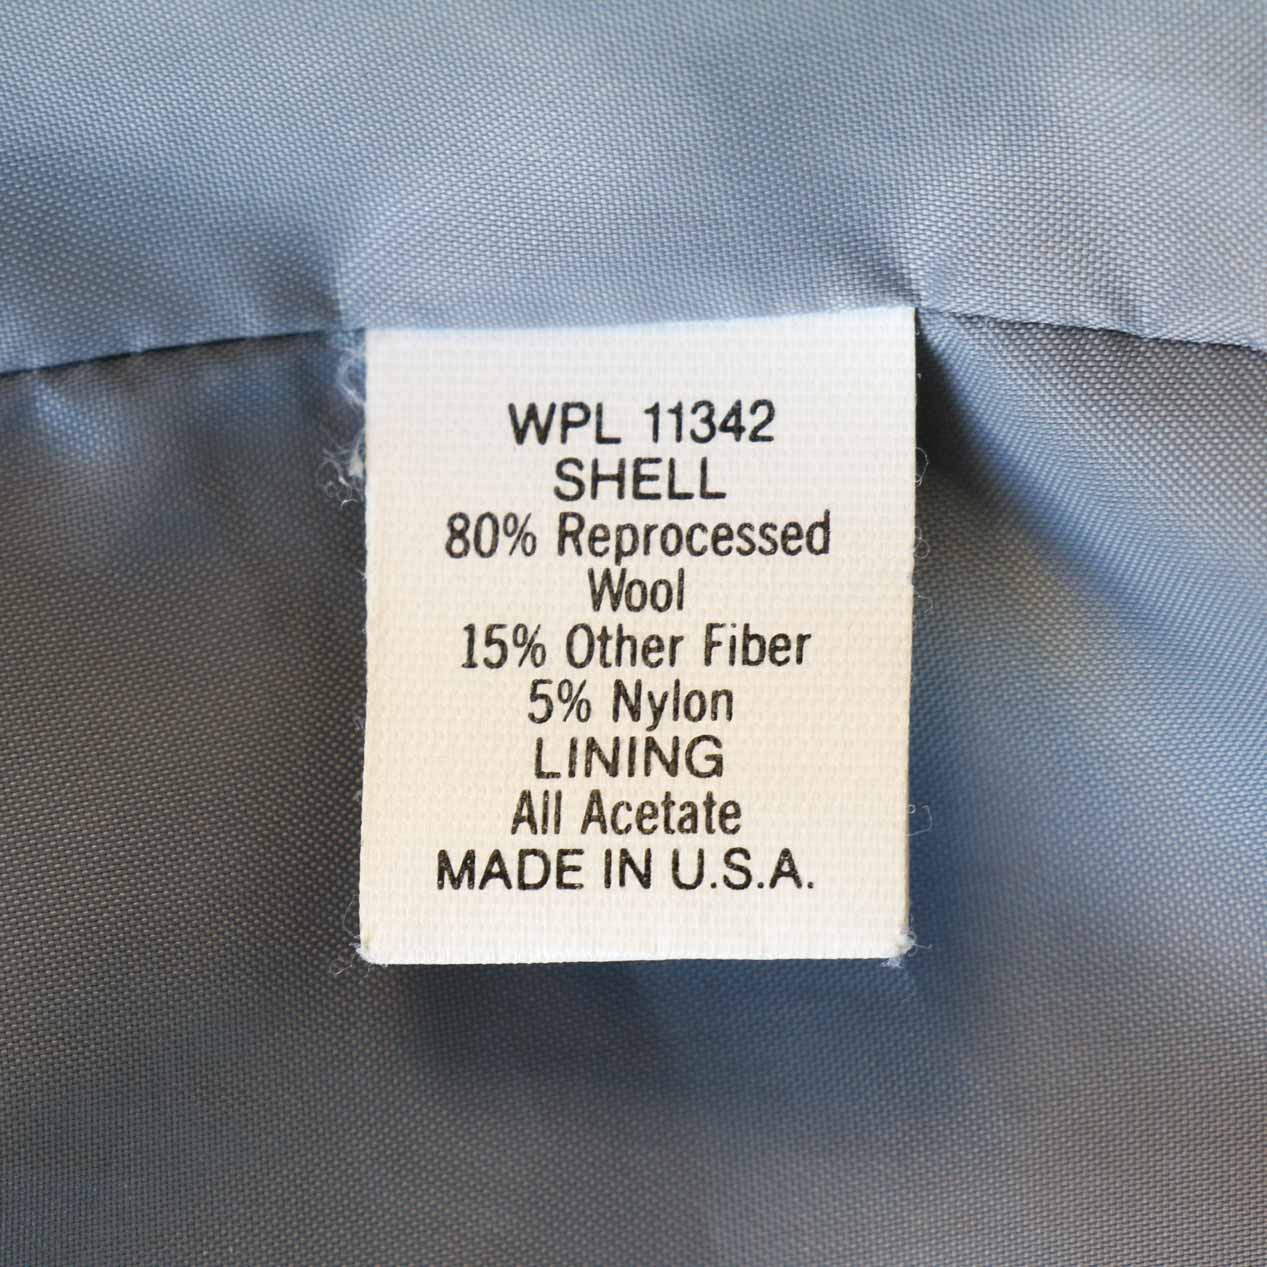 WPL 11342
SHELL
80% Reprocessed
Wool
15% Other Fiber
5% Nylon
LINING
All Acetate
MADE IN U.S.A.